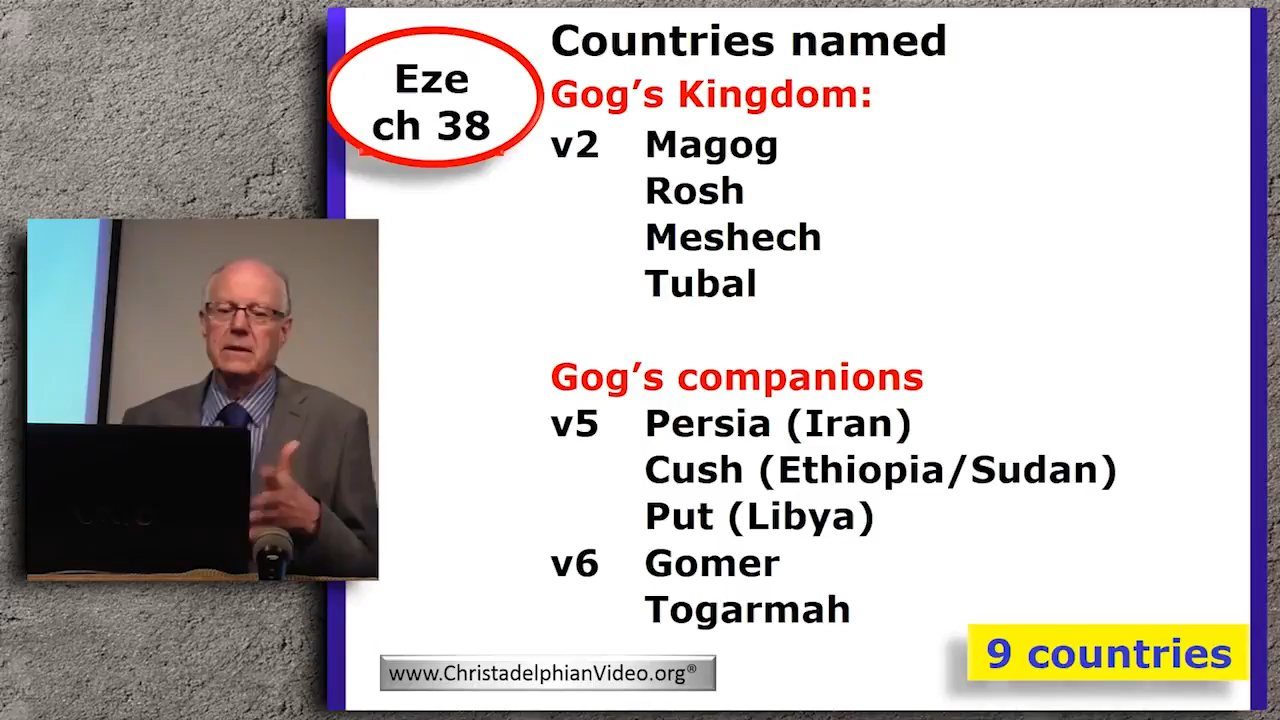 Eze
ch 38
Countries named
Gog’s Kingdom:
v2 Magog
Rosh
Meshech
Tubal
Gog’s companions
v5 Persia (Iran)
Cush (Ethiopia/Sudan)
Put (Libya)
v6 Gomer
Togarmah
9 countries
www.ChristadelphianVideo.org®